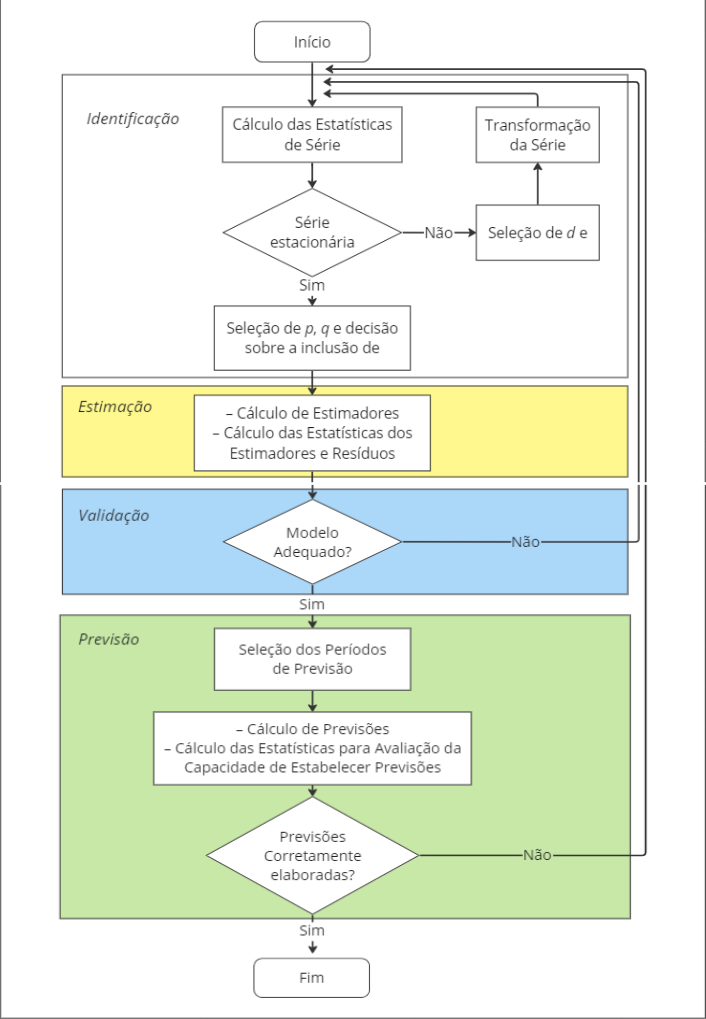 Início
Identificação
Cálculo das Estatísticas
de Série
Transformação
da Série
Série
estacionária
Não
Seleção de d e
Sim
Seleção de p, q e decisão
sobre a inclusão de
Estimação
– Cálculo de Estimadores
– Cálculo das Estatísticas dos
Estimadores e Resíduos
Validação
Modelo
Adequado?
Não
Sim
Previsão
Seleção dos Períodos
de Previsão
– Cálculo de Previsões
– Cálculo das Estatísticas para Avaliação da
Capacidade de Estabelecer Previsões
Previsões
Corretamente
elaboradas?
Não
Sim
Fim